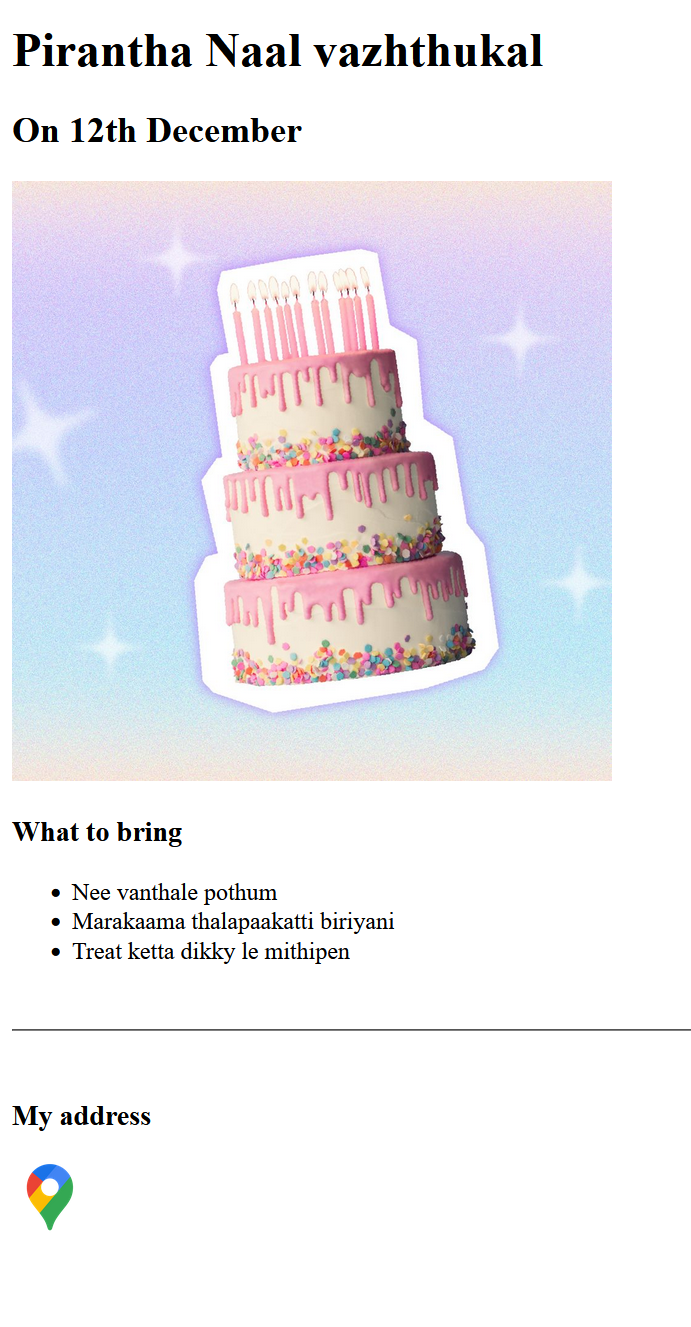 Pirantha Naal vazhthukal
On 12th December
What to bring
Nee vanthale pothum
Marakaama thalapaakatti biriyani
Treat ketta dikky le mithipen
My address